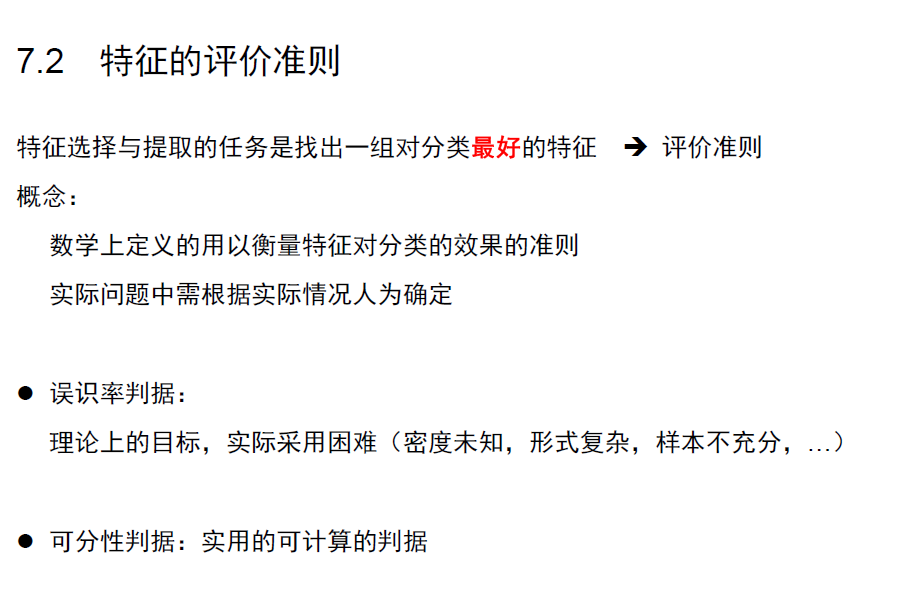 7.2 特征的评价准则
特征选择与提取的任务是找出一组对分类最好的特征 ➔ 评价准则
概念：
数学上定义的用以衡量特征对分类的效果的准则
实际问题中需根据实际情况人为确定
● 误识率判据：
理论上的目标，实际采用困难（密度未知，形式复杂，样本不充分，…）
● 可分性判据：实用的可计算的判据